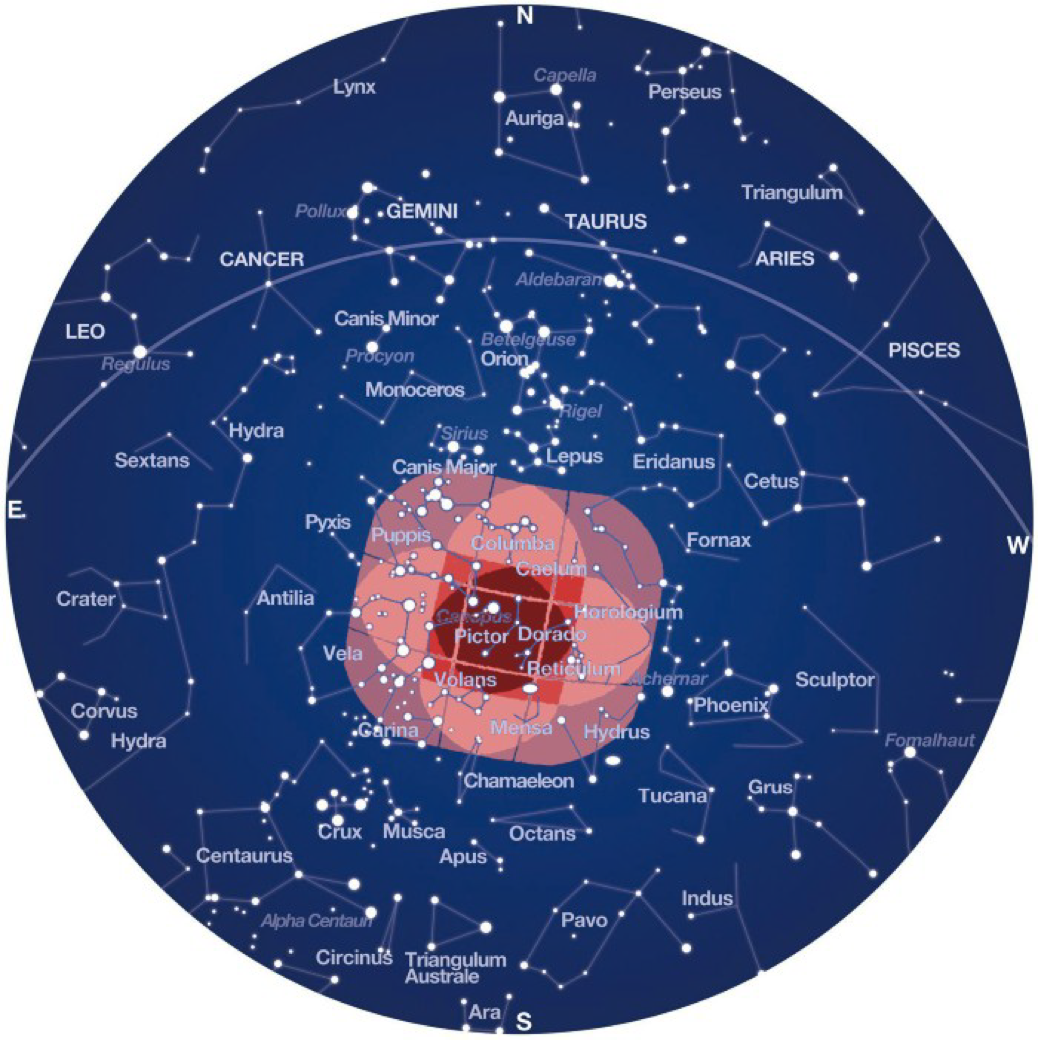 N
Capella
Lynx
Perseus
Auriga
Triangulum
Pollux
GEMINI
TAURUS
CANCER
ARIES
Aldebaran
Canis Minor
LEO
Betelgeuse
PISCES
Regulus
Procyon
Orion
Monoceros
Rigel
Hydra
Sirius
Sextans
Canis Major
Lepus
Eridanus
Cetus
E
Pyxis
Puppis
Columba
Fornax
W
Caelum
Crater
Antilia
Horologium
Canopus
Pictor
Dorado
Vela
Reticulum
Volans
Achernar
Sculptor
Corvus
Phoenix
Carina
Mensa
Hydrus
Hydra
Fomalhaut
Chamaeleon
Tucana
Grus
Crux
Musca
Octans
Centaurus
Apus
Indus
Alpha Centauri
Pavo
Circinus
Triangulum
Australe
Ara
S